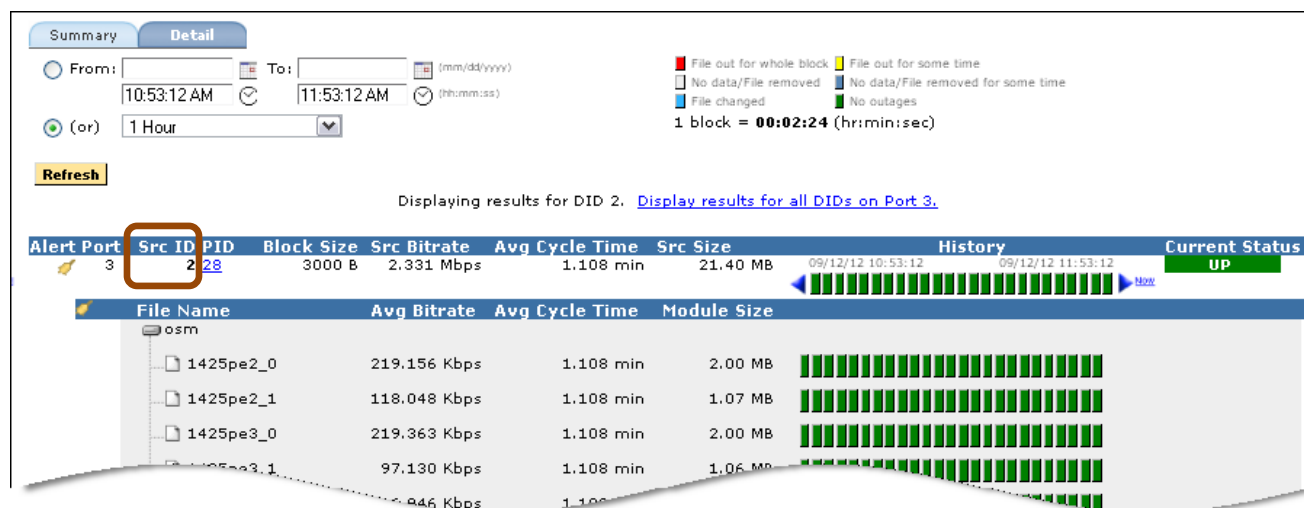 Summary Detail
From: To: (mm/dd/yyyy)
10:53:12 AM 11:53:12 AM (hh:mm:ss)
(or) 1 Hour
File out for whole block File out for some time
No data/File removed No data/File removed for some time
File changed No outages
1 block = 00:02:24 (hr:min:sec)
Refresh
Displaying results for DID 2. Display results for all DIDs on Port 3.
Alert Port Src ID PID Block Size Src Bitrate Avg Cycle Time Src Size History Current Status
3 2 28 3000 B 2.331 Mbps 1.108 min 21.40 MB 09/12/12 10:53:12 09/12/12 11:53:12 UP
Now
File Name Avg Bitrate Avg Cycle Time Module Size
osm
1425pe2_0 219.156 Kbps 1.108 min 2.00 MB
1425pe2_1 118.048 Kbps 1.108 min 1.07 MB
1425pe3_0 219.363 Kbps 1.108 min 2.00 MB
97.130 Kbps 1.108 min 1.06 MB
Kbps